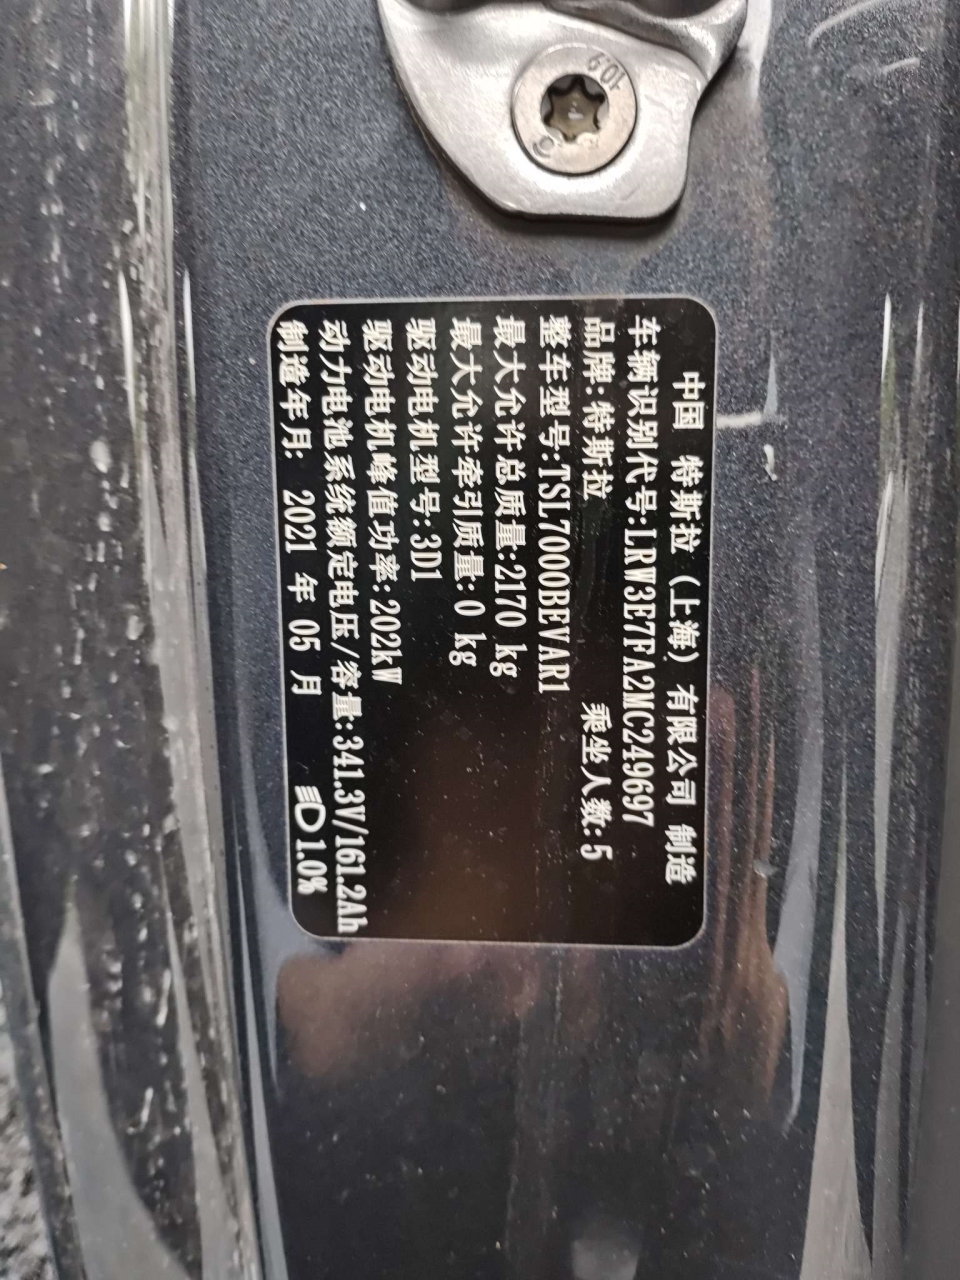 10.9
中国 特斯拉(上海)有限公司 制造
车辆识别代号:LRW3E7FA2MC249697
品牌:特斯拉 乘坐人数:5
整车型号:TSL7000BEVAR1
最大允许总质量:2170 kg
最大允许牵引质量:0 kg
驱动电机型号:3D1
驱动电机峰值功率:202kW
动力电池系统额定电压/容量:341.3V/161.2Ah
制造年月: 2021 年 05 月 1.0%